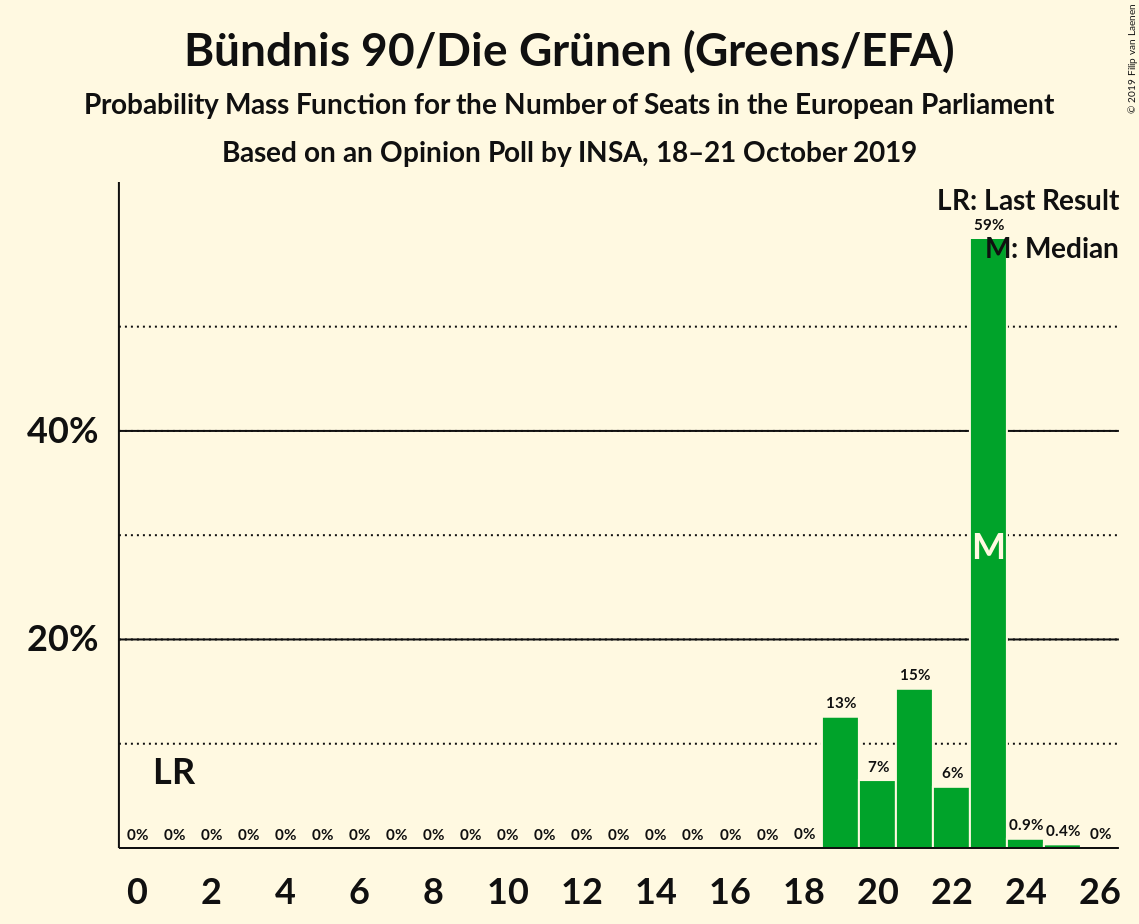 Bündnis 90/Die Grünen (Greens/EFA)
Probability Mass Function for the Number of Seats in the European Parliament
Based on an Opinion Poll by INSA, 18–21 October 2019
© 2019 Filip van Laenen
LR: Last Result
M: Median
59%
40%
M
20%
15%
13%
7%
6%
LR
0% 0% 0% 0% 0% 0% 0% 0% 0% 0% 0% 0% 0% 0% 0% 0% 0% 0% 0% 0.9% 0.4% 0%
0 2 4 6 8 10 12 14 16 18 20 22 24 26